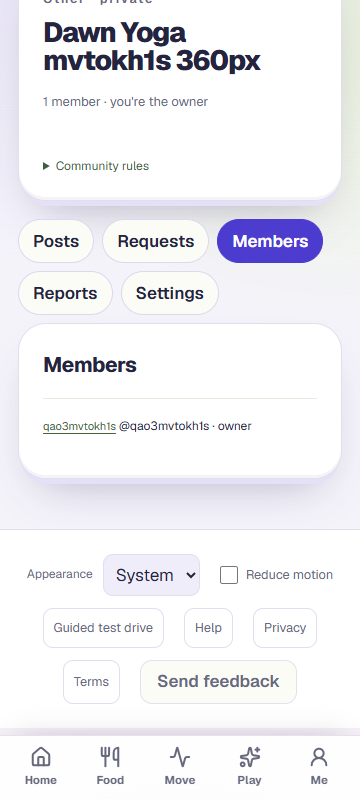 Other · private
Dawn Yoga
mvtokh1s 360px
1 member · you're the owner
Community rules
Posts
Requests
Members
Reports
Settings
Members
qao3mvtokh1s @qao3mvtokh1s · owner
Appearance
System
Reduce motion
Guided test drive
Help
Privacy
Terms
Send feedback
Home
Food
Move
Play
Me